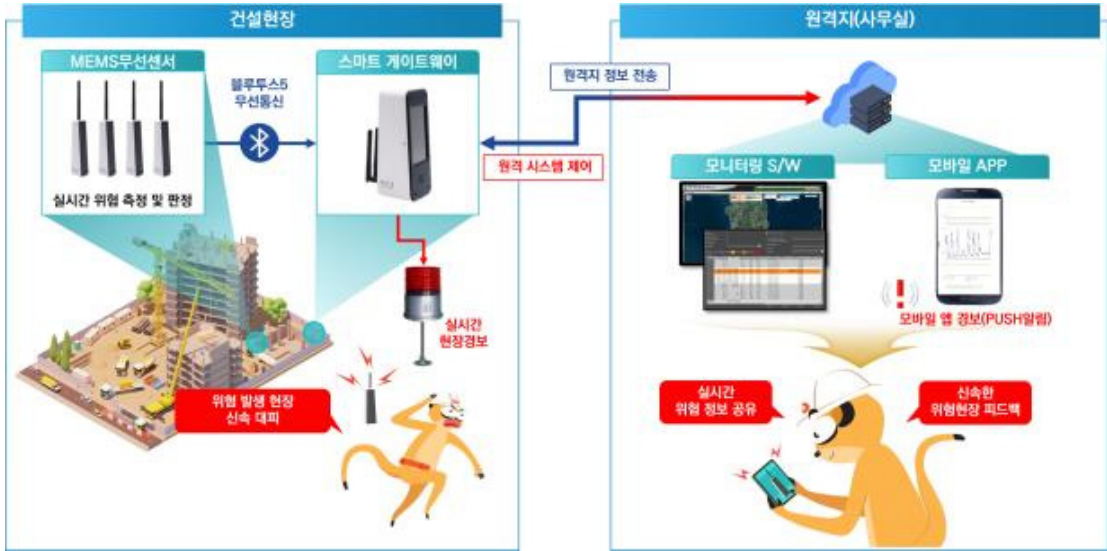 건설현장
원격지(사무실)
MEMS무선센서
스마트 게이트웨이
블루투스5
무선통신
원격지 정보 전송
원격 시스템 제어
실시간 위험 측정 및 판정
모니터링 S/W
모바일 APP
실시간
현장경보
모바일 앱 경보(PUSH알림)
위험 발생 현장
신속 대피
실시간
위험 정보 공유
신속한
위험현장 피드백